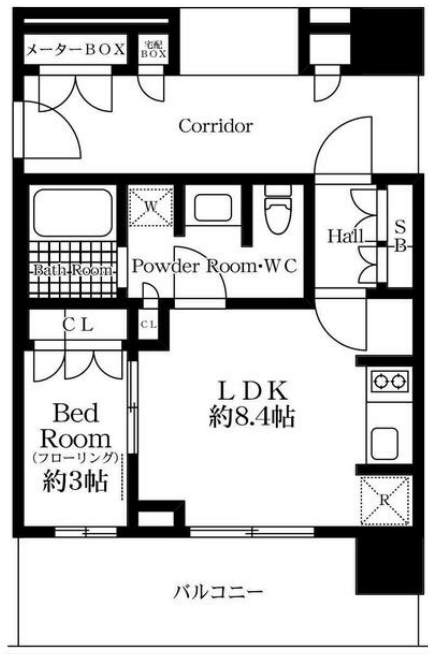 メーターBOX
宅配
BOX
Corridor
W
Hall
S
B
Bath Room
Powder Room・WC
CL
CL
LDK
約8.4帖
Bed
Room
(フローリング)
約3帖
R
バルコニー